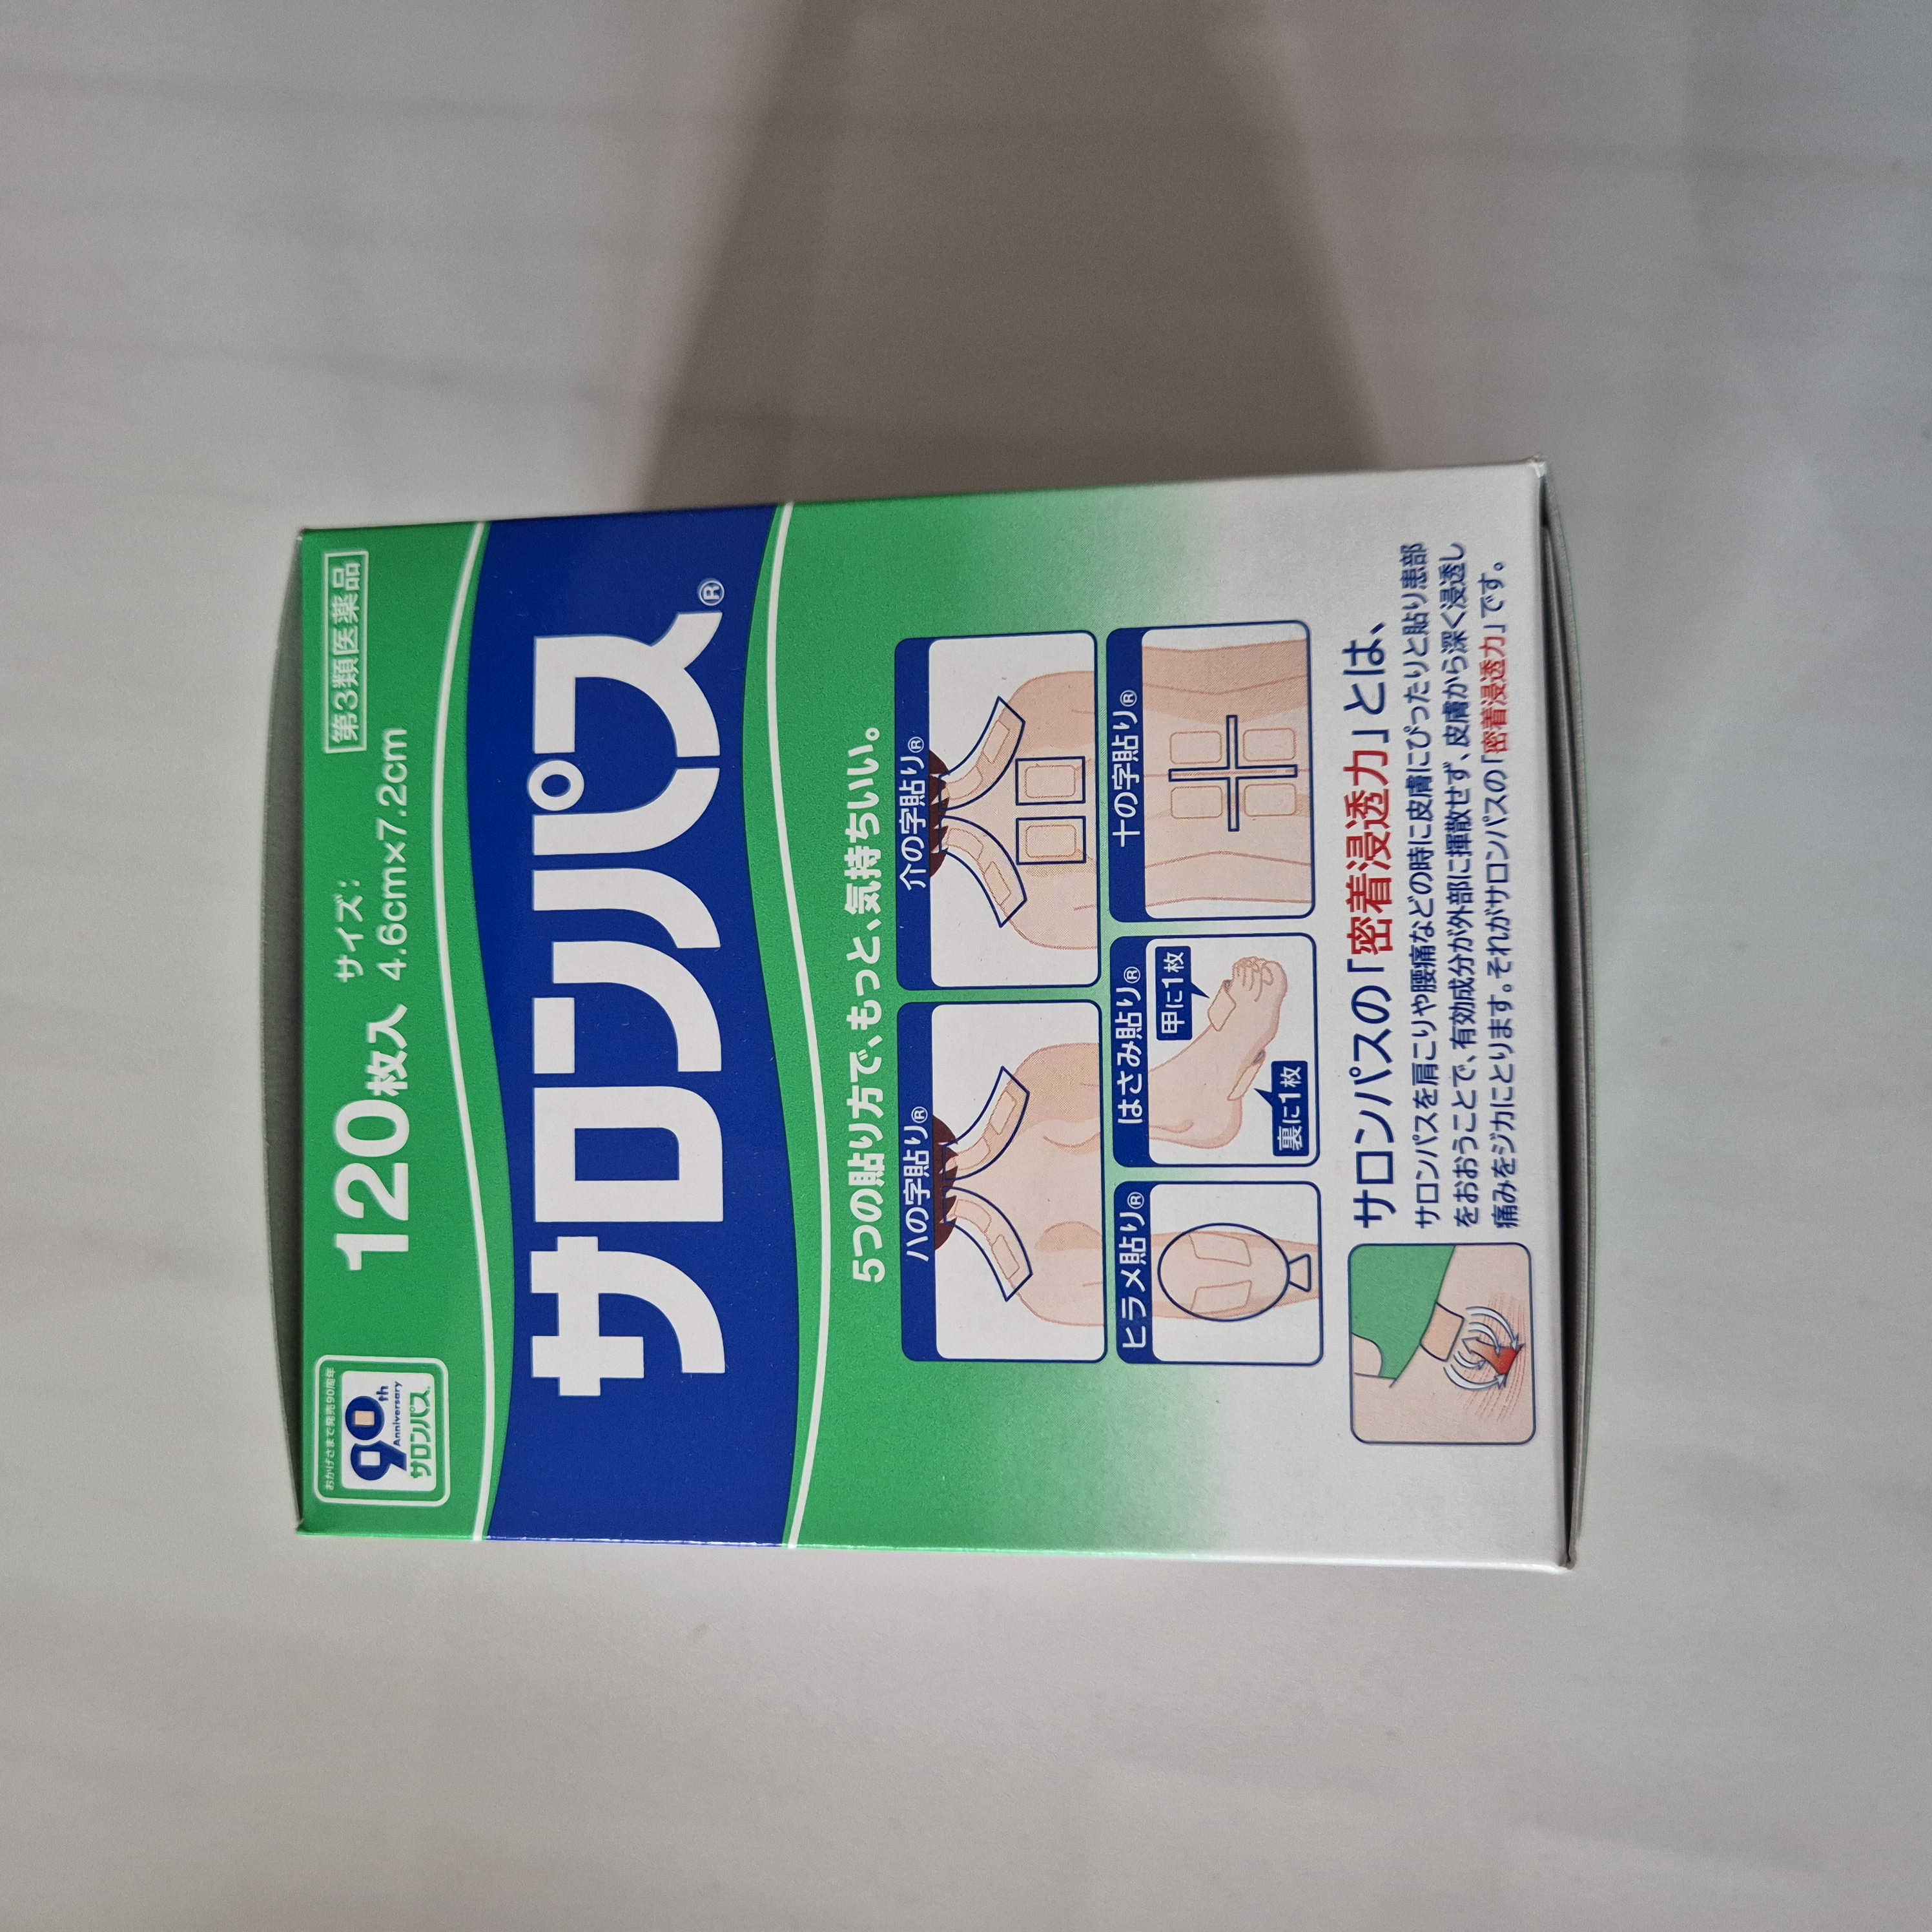 おかげさまで発売90周年
90th
Anniversary
サロンパス
120枚入
サイズ:
4.6cm×7.2cm
第3類医薬品
サロンパス®
5つの貼り方で、もっと、気持ちいい。
ハの字貼り®
介の字貼り®
ヒラメ貼り®
はさみ貼り®
甲に1枚
裏に1枚
十の字貼り®
サロンパスの「密着浸透力」とは、
サロンパスを肩こりや腰痛などの時に皮膚にぴったりと貼り患部
をおおうことで、有効成分が外部に揮散せず、皮膚から深く浸透し
痛みをジカにとります。それがサロンパスの「密着浸透力」です。